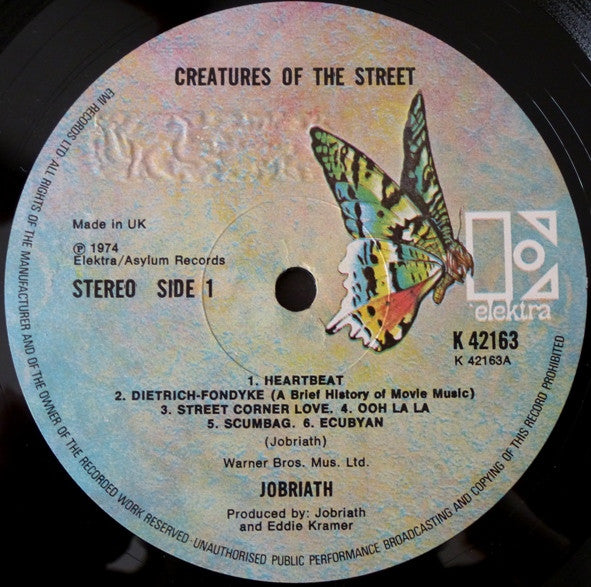 CREATURES OF THE STREET
Made in UK
℗ 1974
Elektra/Asylum Records
STEREO SIDE 1
elektra
K 42163
K 42163A
1. HEARTBEAT
2. DIETRICH-FONDYKE (A Brief History of Movie Music)
3. STREET CORNER LOVE. 4. OOH LA LA
5. SCUMBAG. 6. ECUBYAN
(Jobriath)
Warner Bros. Mus. Ltd.
JOBRIATH
Produced by: Jobriath
and Eddie Kramer
EMI RECORDS LTD ALL RIGHTS OF THE MANUFACTURER AND OF THE OWNER OF THE RECORDED WORK RESERVED UNAUTHORISED PUBLIC PERFORMANCE BROADCASTING AND COPYING OF THIS RECORD PROHIBITED